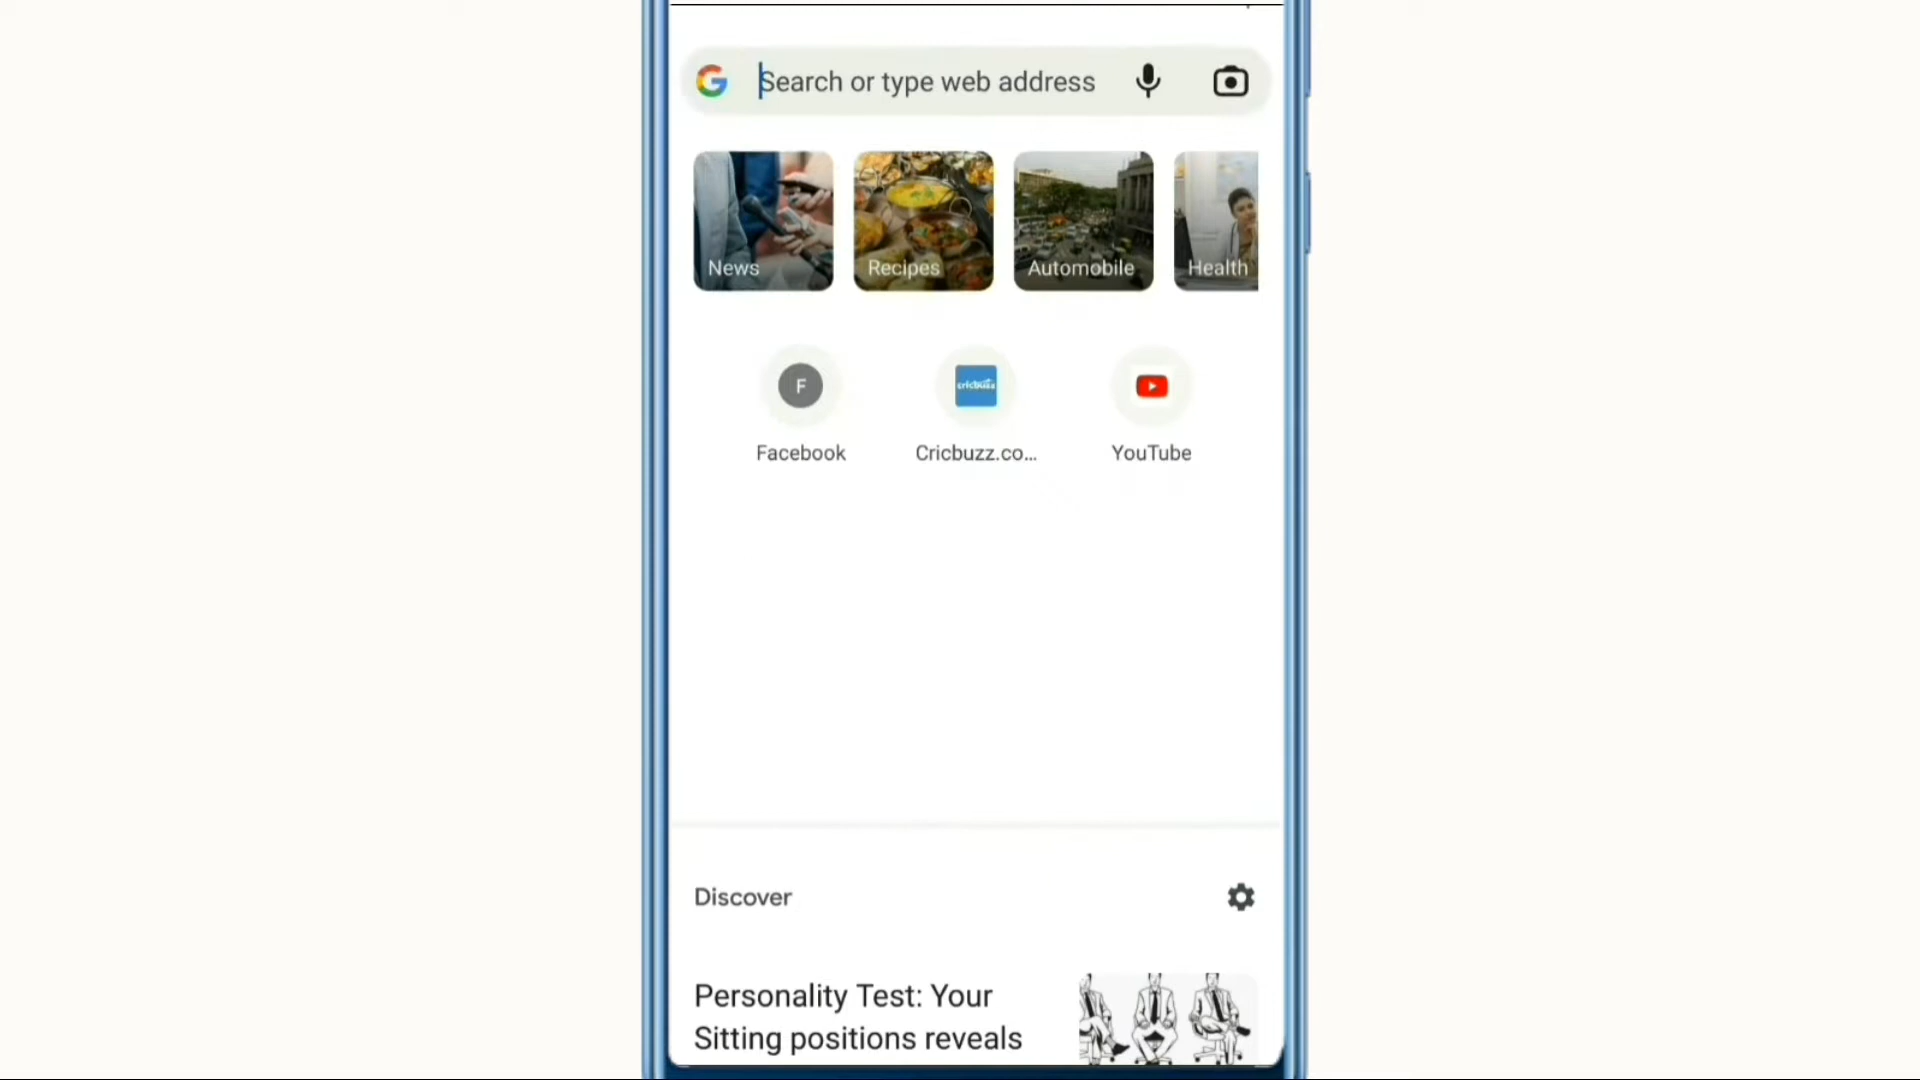 Search or type web address
News
Recipes
Automobile
Health
F
cricbuzz
Facebook
Cricbuzz.co...
YouTube
Discover
Personality Test: Your
Sitting positions reveals